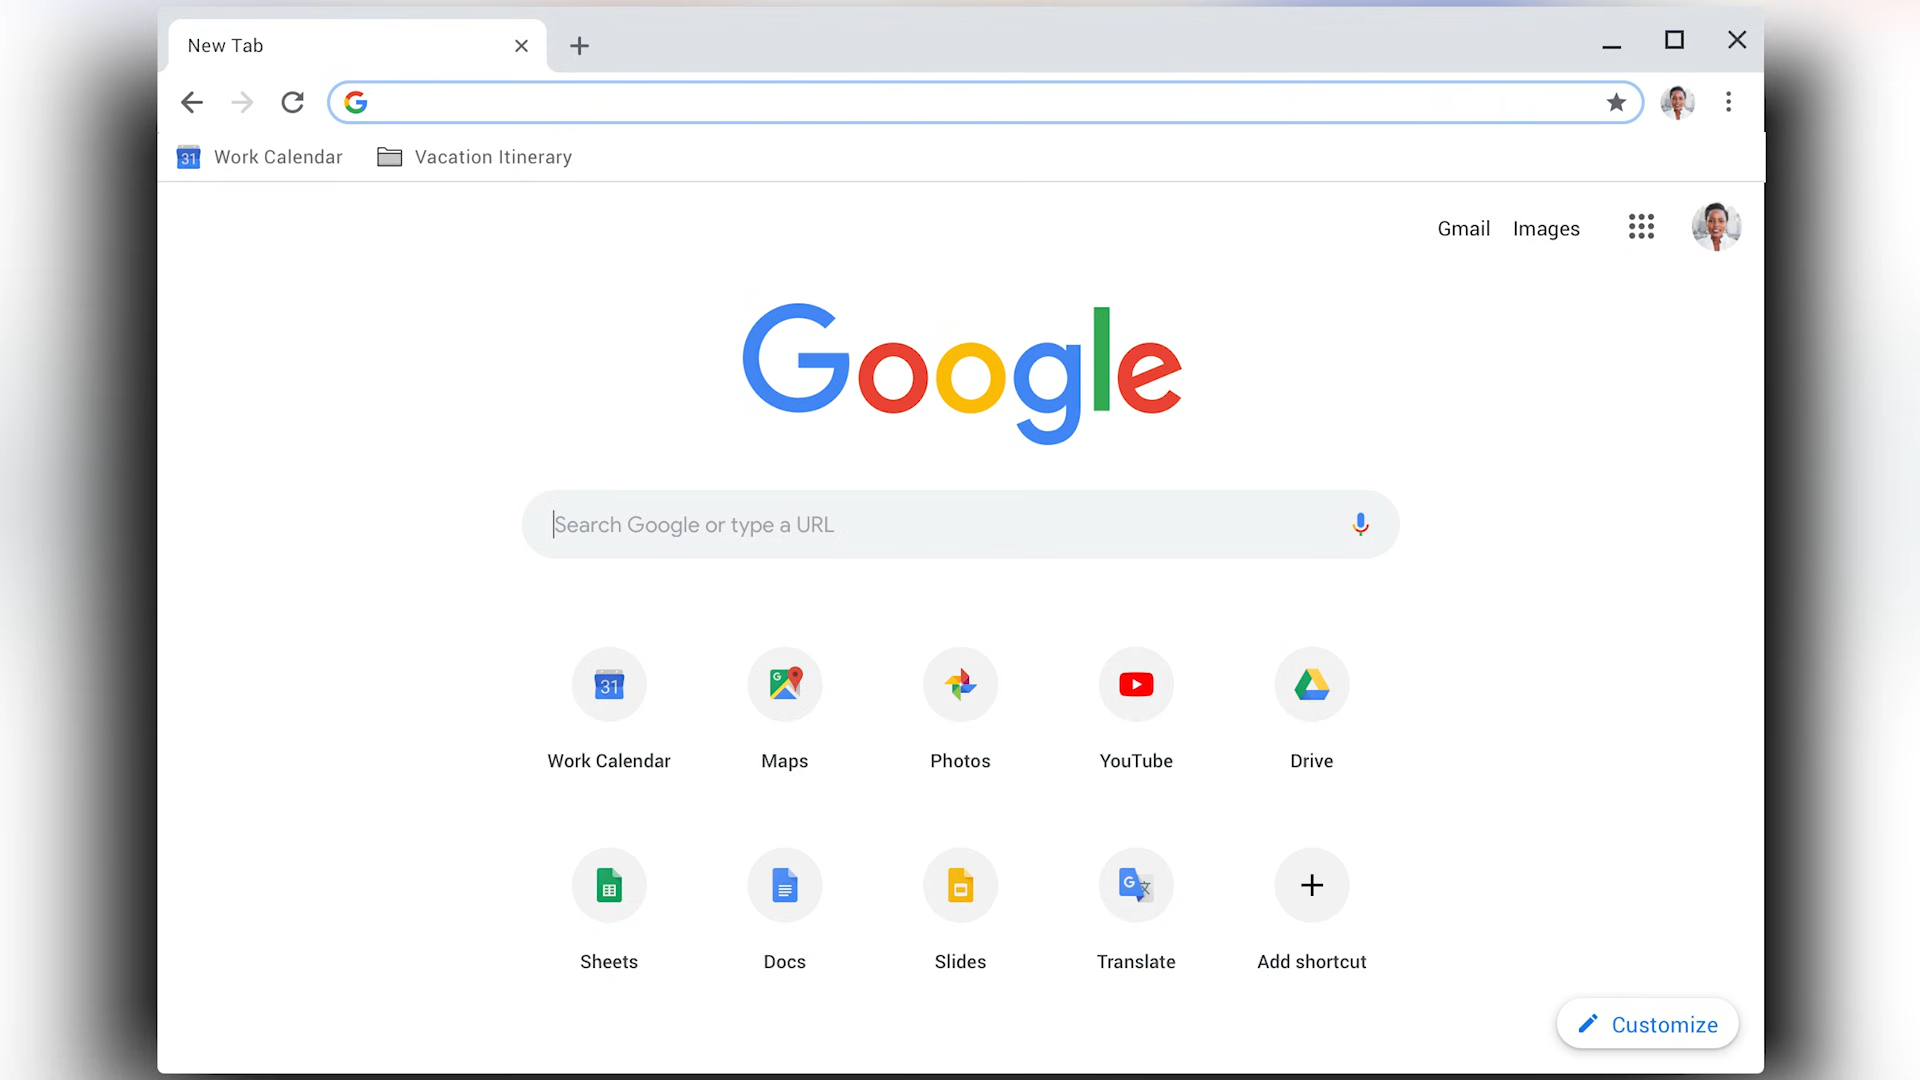 New Tab
Work Calendar
Vacation Itinerary
Gmail
Images
Google
Search Google or type a URL
Work Calendar
Maps
Photos
YouTube
Drive
Sheets
Docs
Slides
Translate
Add shortcut
Customize